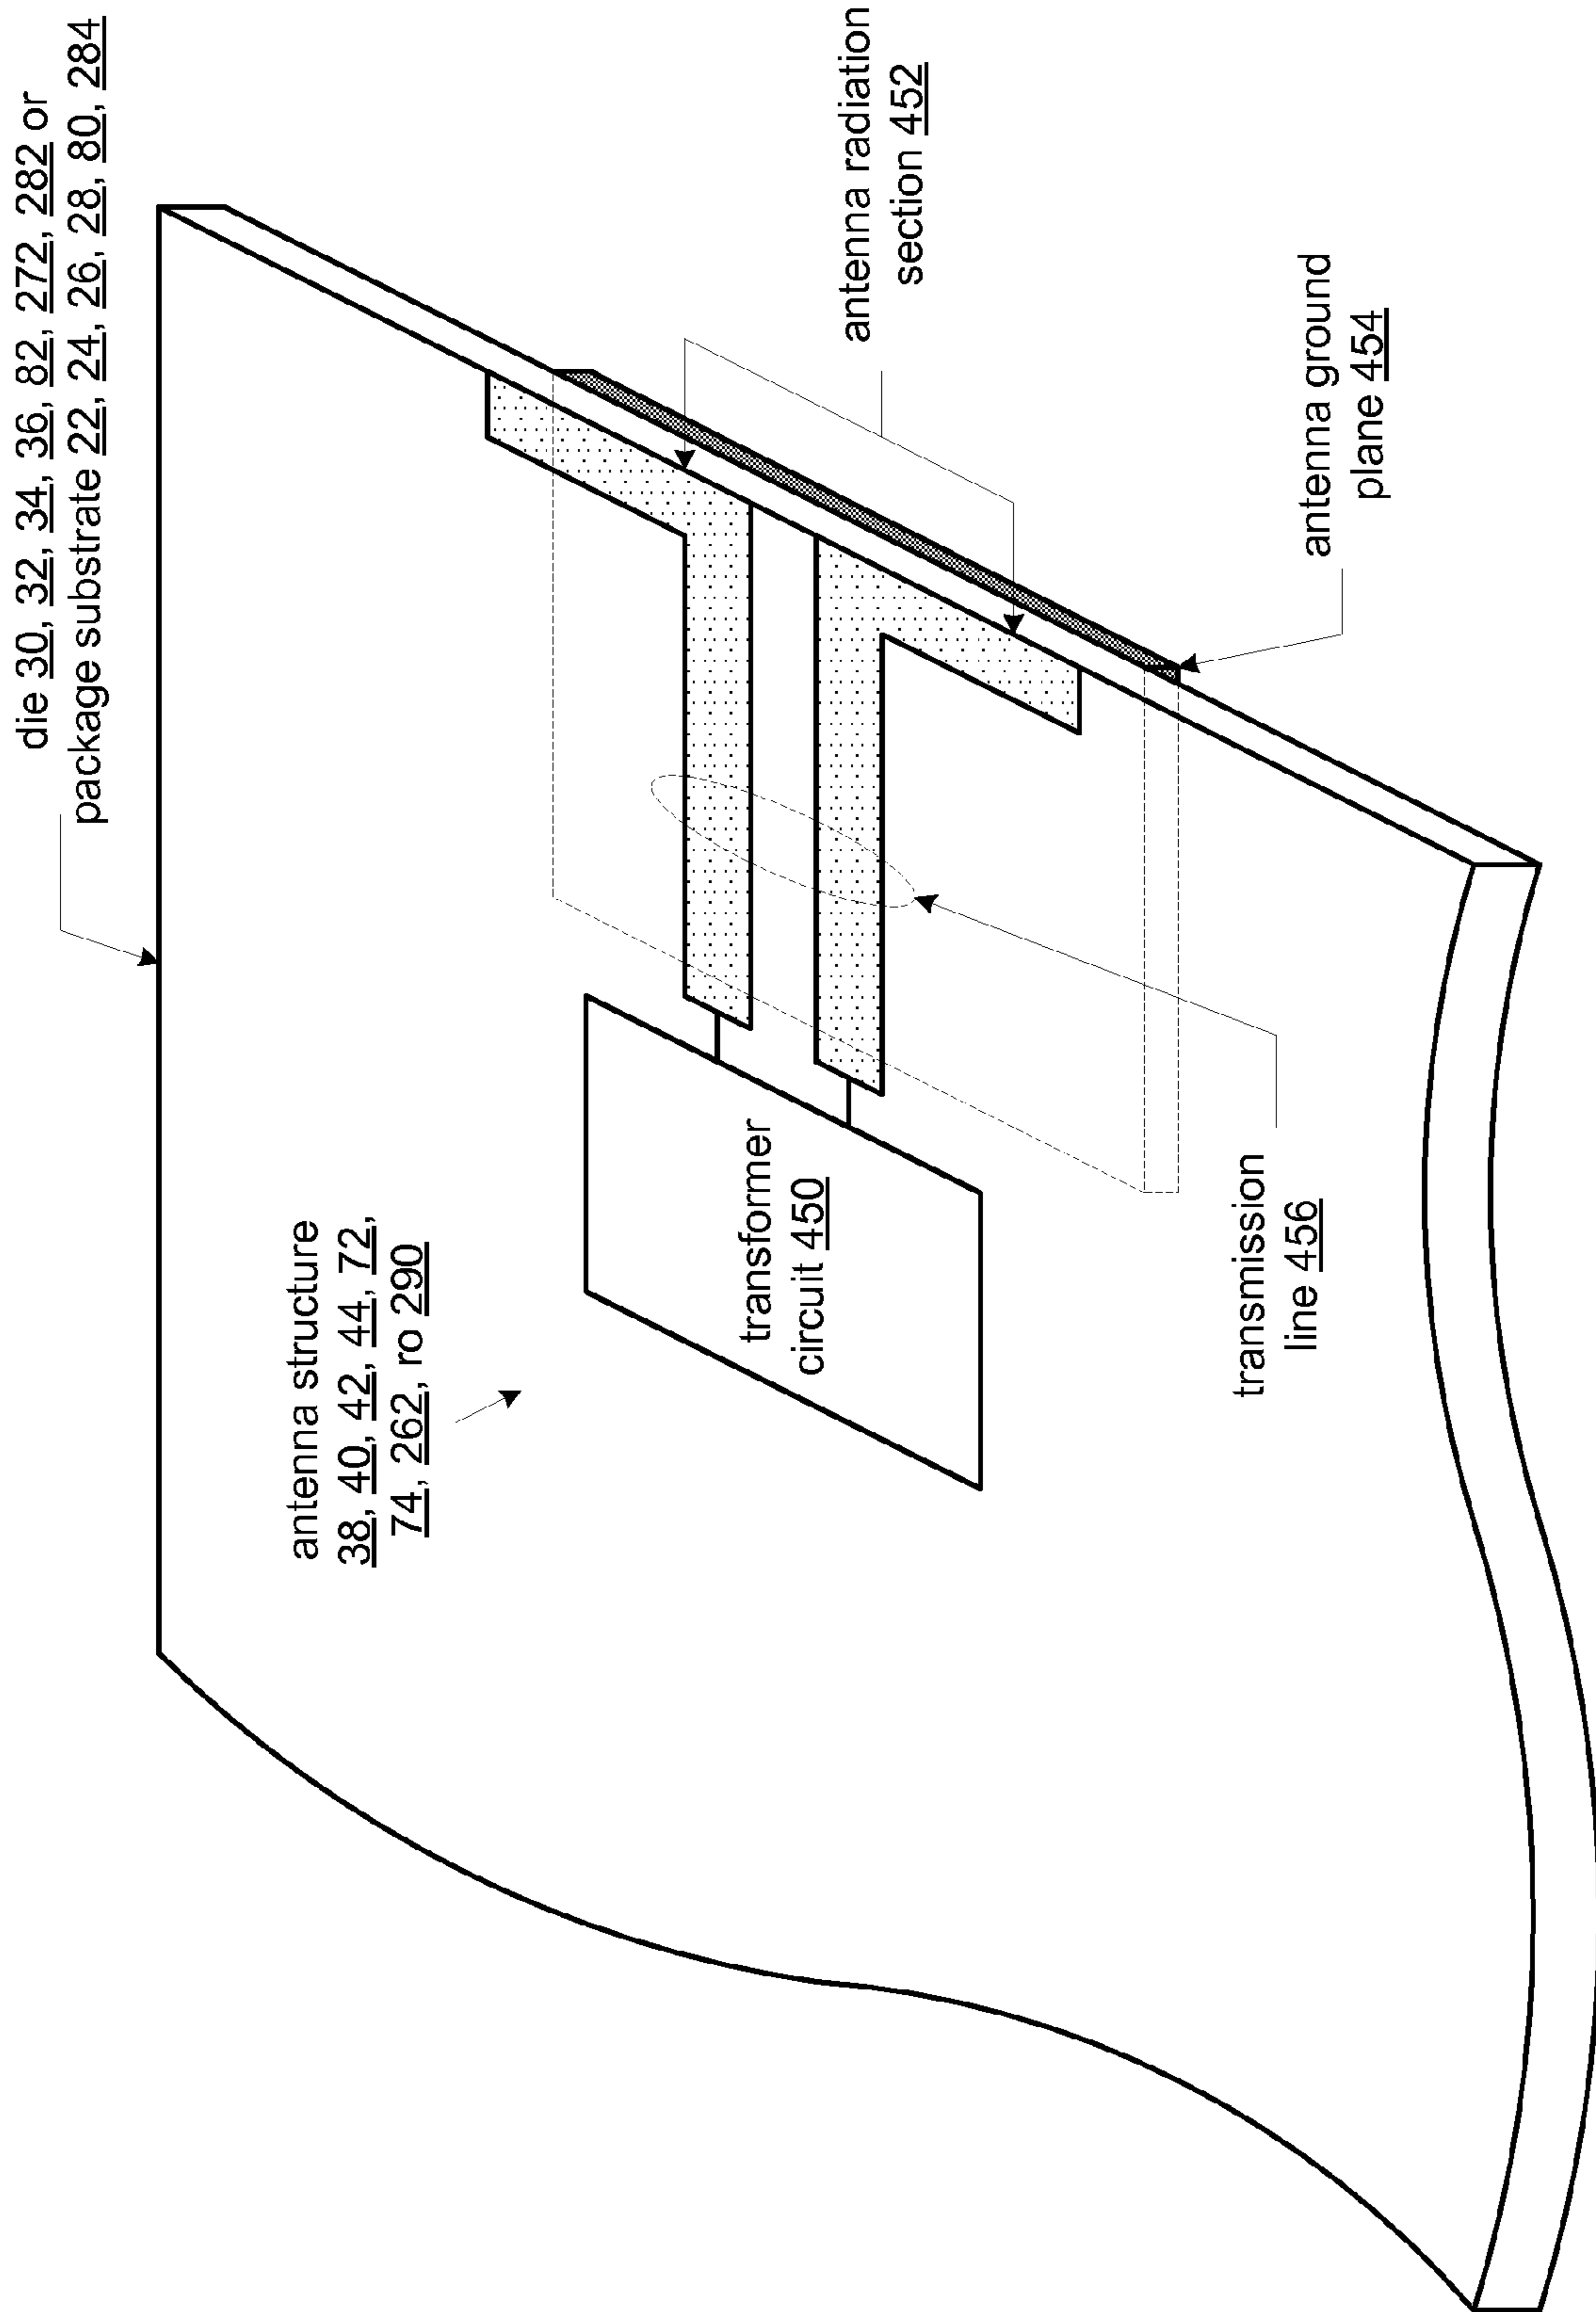 die 30, 32, 34, 36, 82, 272, 282 or
package substrate 22, 24, 26, 28, 80, 284
antenna structure
38, 40, 42, 44, 72,
74, 262, ro 290
transformer
circuit 450
antenna radiation
section 452
antenna ground
plane 454
transmission
line 456